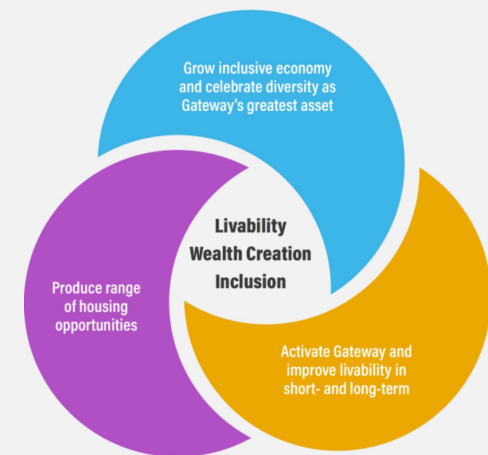 Grow inclusive economy
and celebrate diversity as
Gateway's greatest asset
Livability
Wealth Creation
Inclusion
Produce range
of housing
opportunities
Activate Gateway and
improve livability in
short- and long-term